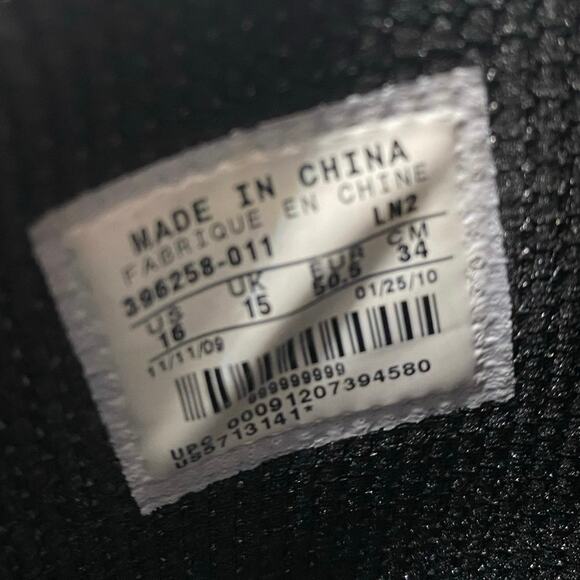 MADE IN CHINA
FABRIQUE EN CHINE
396258-011 LN2
US UK EUR CM
16 15 50.5 34
11/11/09 01/25/10
999999999
UPC 00091207394580
US5713141*